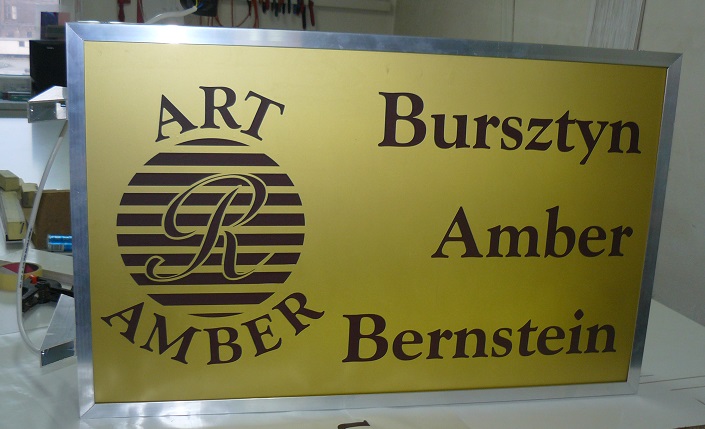 ART
R
AMBER
Bursztyn
Amber
Bernstein